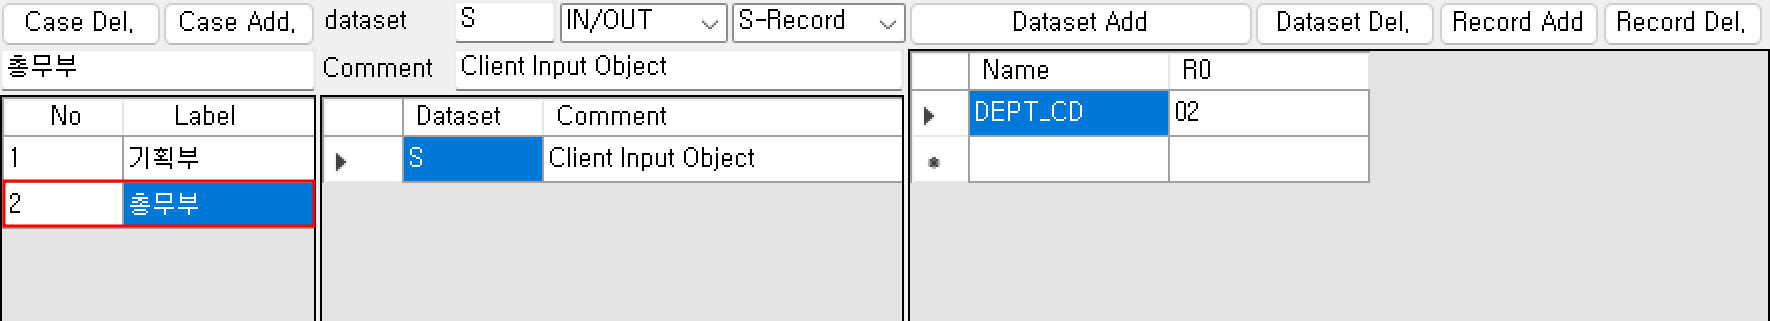 Case Del, Case Add, dataset S IN/OUT S-Record Dataset Add Dataset Del, Record Add Record Del,
총무부 Comment Client Input Object
No Label Dataset Comment Name R0
1 기획부 S Client Input Object DEPT_CD 02
2 총무부